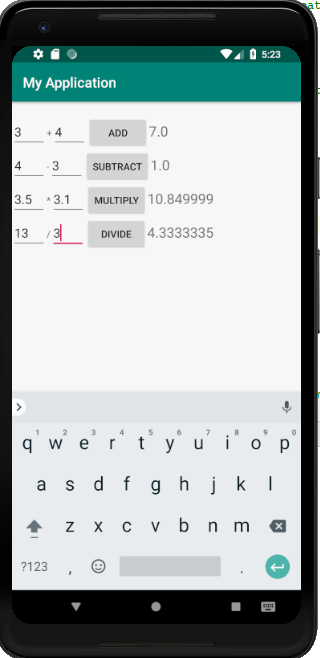 5:23
My Application
3 + 4 ADD 7.0
4 - 3 SUBTRACT 1.0
3.5 * 3.1 MULTIPLY 10.849999
13 / 3 DIVIDE 4.3333335
1 2 3 4 5 6 7 8 9 0
q w e r t y u i o p
a s d f g h j k l
z x c v b n m
?123 , .